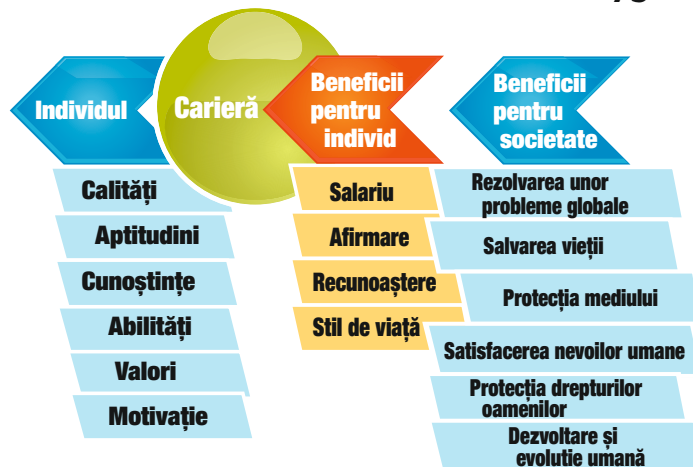 Individul
Carieră
Beneficii
pentru
individ
Beneficii
pentru
societate
Calități
Aptitudini
Cunoștințe
Abilități
Valori
Motivație
Salariu
Afirmare
Recunoaștere
Stil de viață
Rezolvarea unor
probleme globale
Salvarea vieții
Protecția mediului
Satisfacerea nevoilor umane
Protecția drepturilor
oamenilor
Dezvoltare și
evoluție umană